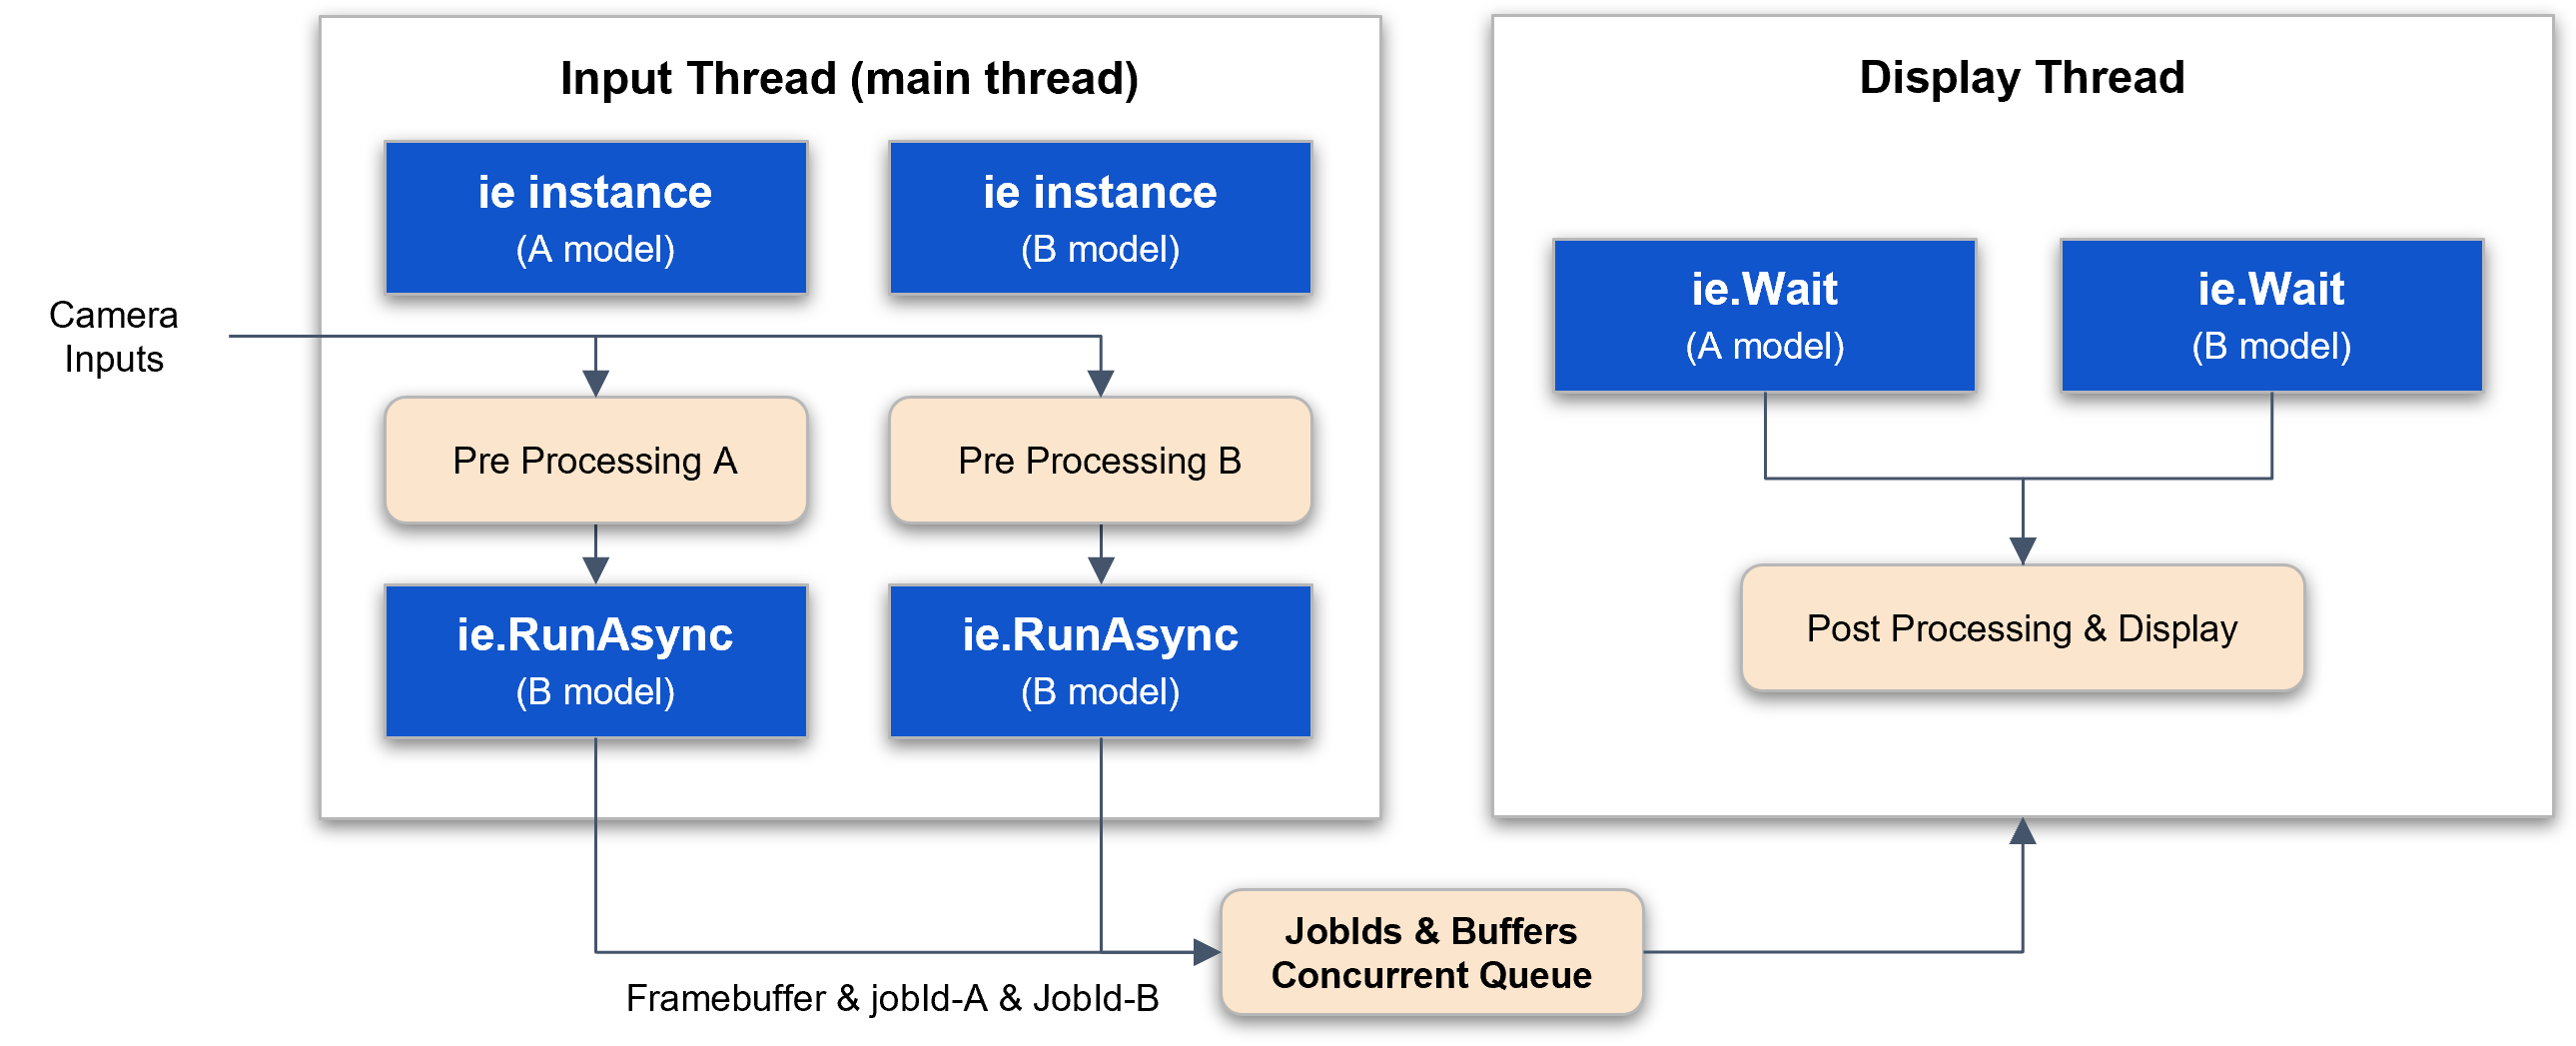 Input Thread (main thread)
ie instance
(A model)
ie instance
(B model)
Camera
Inputs
Pre Processing A
Pre Processing B
ie.RunAsync
(B model)
ie.RunAsync
(B model)
Framebuffer & jobId-A & JobId-B
JobIds & Buffers
Concurrent Queue
Display Thread
ie.Wait
(A model)
ie.Wait
(B model)
Post Processing & Display